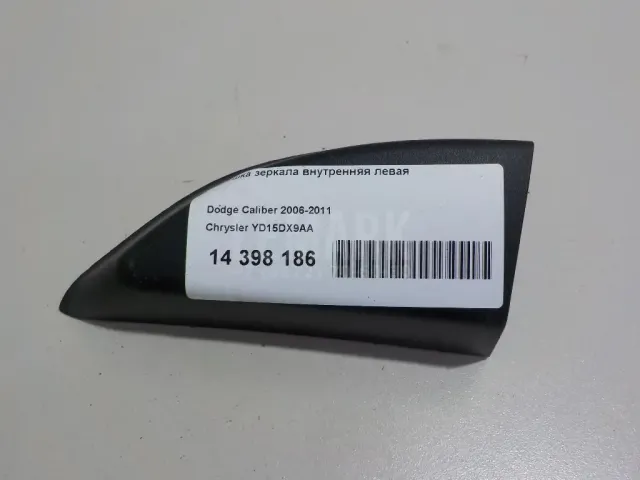 зеркала внутренняя левая
Dodge Caliber 2006-2011
Chrysler YD15DX9AA
14 398 186